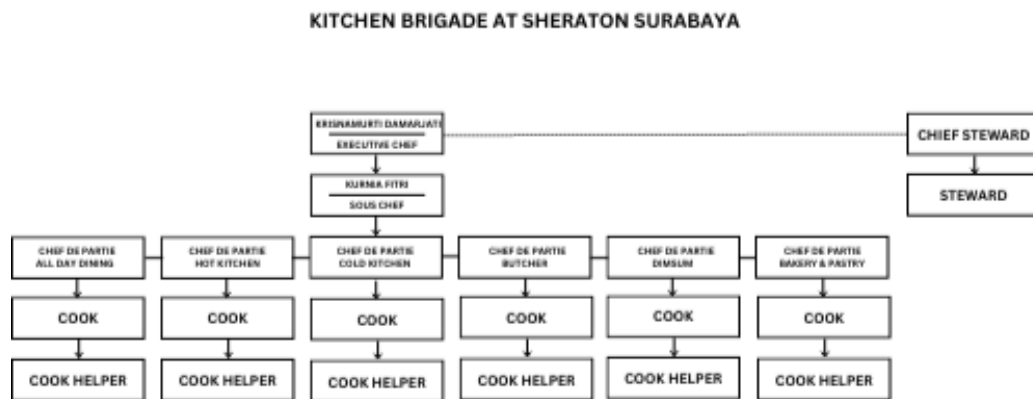 KITCHEN BRIGADE AT SHERATON SURABAYA
KRISNAMURTI DAMARJATI
EXECUTIVE CHEF
CHIEF STEWARD
KURNIA FITRI
SOUS CHEF
STEWARD
CHEF DE PARTIE
ALL DAY DINING
CHEF DE PARTIE
HOT KITCHEN
CHEF DE PARTIE
COLD KITCHEN
CHEF DE PARTIE
BUTCHER
CHEF DE PARTIE
DIMSUM
CHEF DE PARTIE
BAKERY & PASTRY
COOK
COOK
COOK
COOK
COOK
COOK
COOK HELPER
COOK HELPER
COOK HELPER
COOK HELPER
COOK HELPER
COOK HELPER